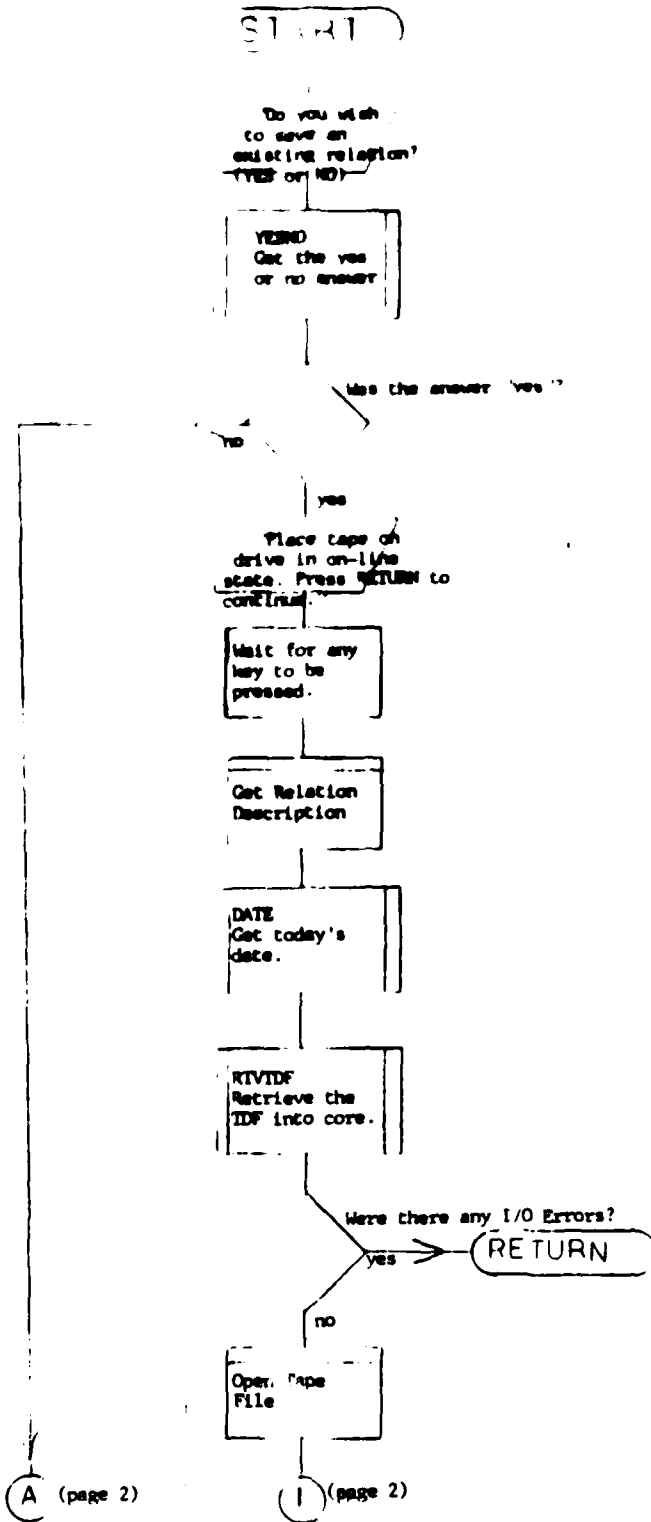 START
Do you wish
to save an
existing relation?
(YES or NO)
YESNO
Get the yes
or no answer
Was the answer 'yes'?
no
yes
Place tape on
drive in on-line
state. Press RETURN to
continue.
Wait for any
key to be
pressed.
Get Relation
Description
DATE
Get today's
date.
RTVTDF
Retrieve the
TDF into core.
Were there any I/O Errors?
yes
RETURN
no
Open Tape
File
A (page 2)
1 (page 2)